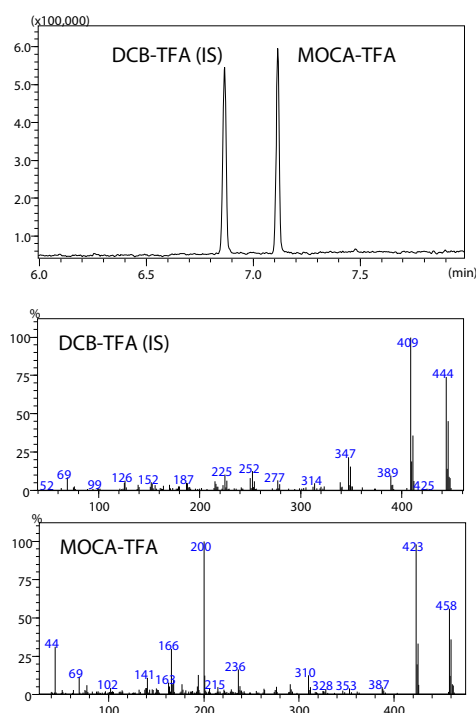 (x100,000)
6.0
5.0
4.0
3.0
2.0
1.0
DCB-TFA (IS) MOCA-TFA
6.0 6.5 7.0 7.5 (min)
%
100
75
50
25
0
DCB-TFA (IS)
52 69 99 126 152 187 225 252 277 314 347 389 409 425 444
100 200 300 400
%
100
75
50
25
0
MOCA-TFA
44 69 102 141 163 166 200 215 236 310 328 353 387 423 458
100 200 300 400